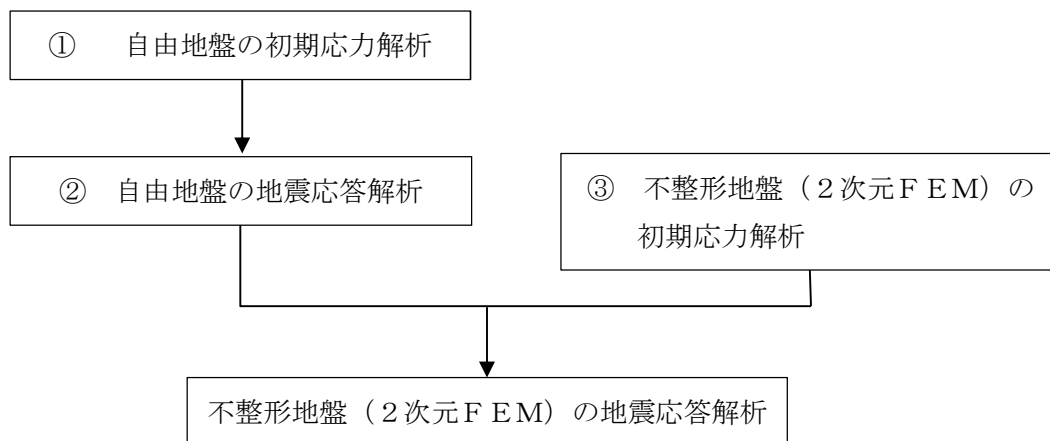 ① 自由地盤の初期応力解析
② 自由地盤の地震応答解析
③ 不整形地盤（２次元ＦＥＭ）の
初期応力解析
不整形地盤（２次元ＦＥＭ）の地震応答解析